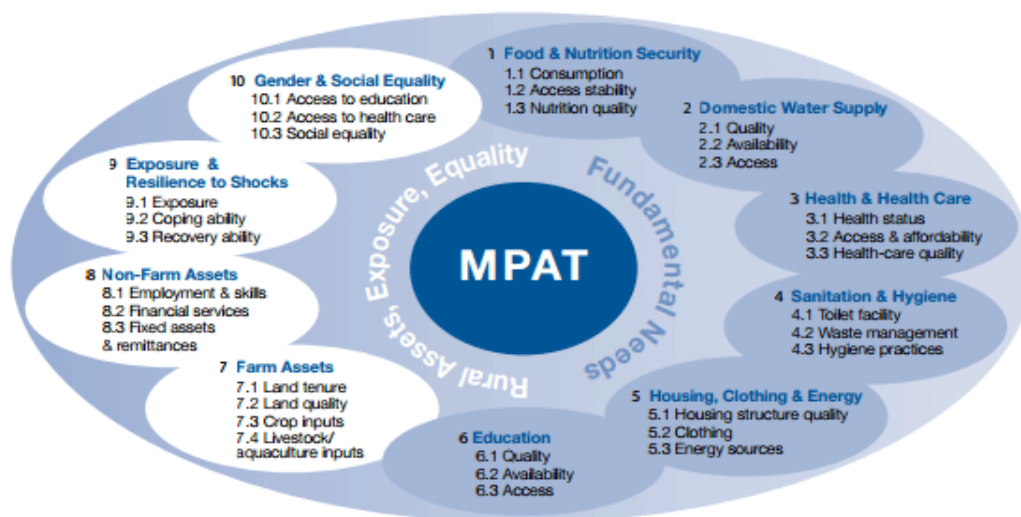 1 Food & Nutrition Security
1.1 Consumption
1.2 Access stability
1.3 Nutrition quality
2 Domestic Water Supply
2.1 Quality
2.2 Availability
2.3 Access
3 Health & Health Care
3.1 Health status
3.2 Access & affordability
3.3 Health-care quality
4 Sanitation & Hygiene
4.1 Toilet facility
4.2 Waste management
4.3 Hygiene practices
5 Housing, Clothing & Energy
5.1 Housing structure quality
5.2 Clothing
5.3 Energy sources
6 Education
6.1 Quality
6.2 Availability
6.3 Access
7 Farm Assets
7.1 Land tenure
7.2 Land quality
7.3 Crop inputs
7.4 Livestock/
aquaculture inputs
8 Non-Farm Assets
8.1 Employment & skills
8.2 Financial services
8.3 Fixed assets
& remittances
9 Exposure &
Resilience to Shocks
9.1 Exposure
9.2 Coping ability
9.3 Recovery ability
10 Gender & Social Equality
10.1 Access to education
10.2 Access to health care
10.3 Social equality
Rural Assets, Exposure, Equality
Fundamental Needs
MPAT